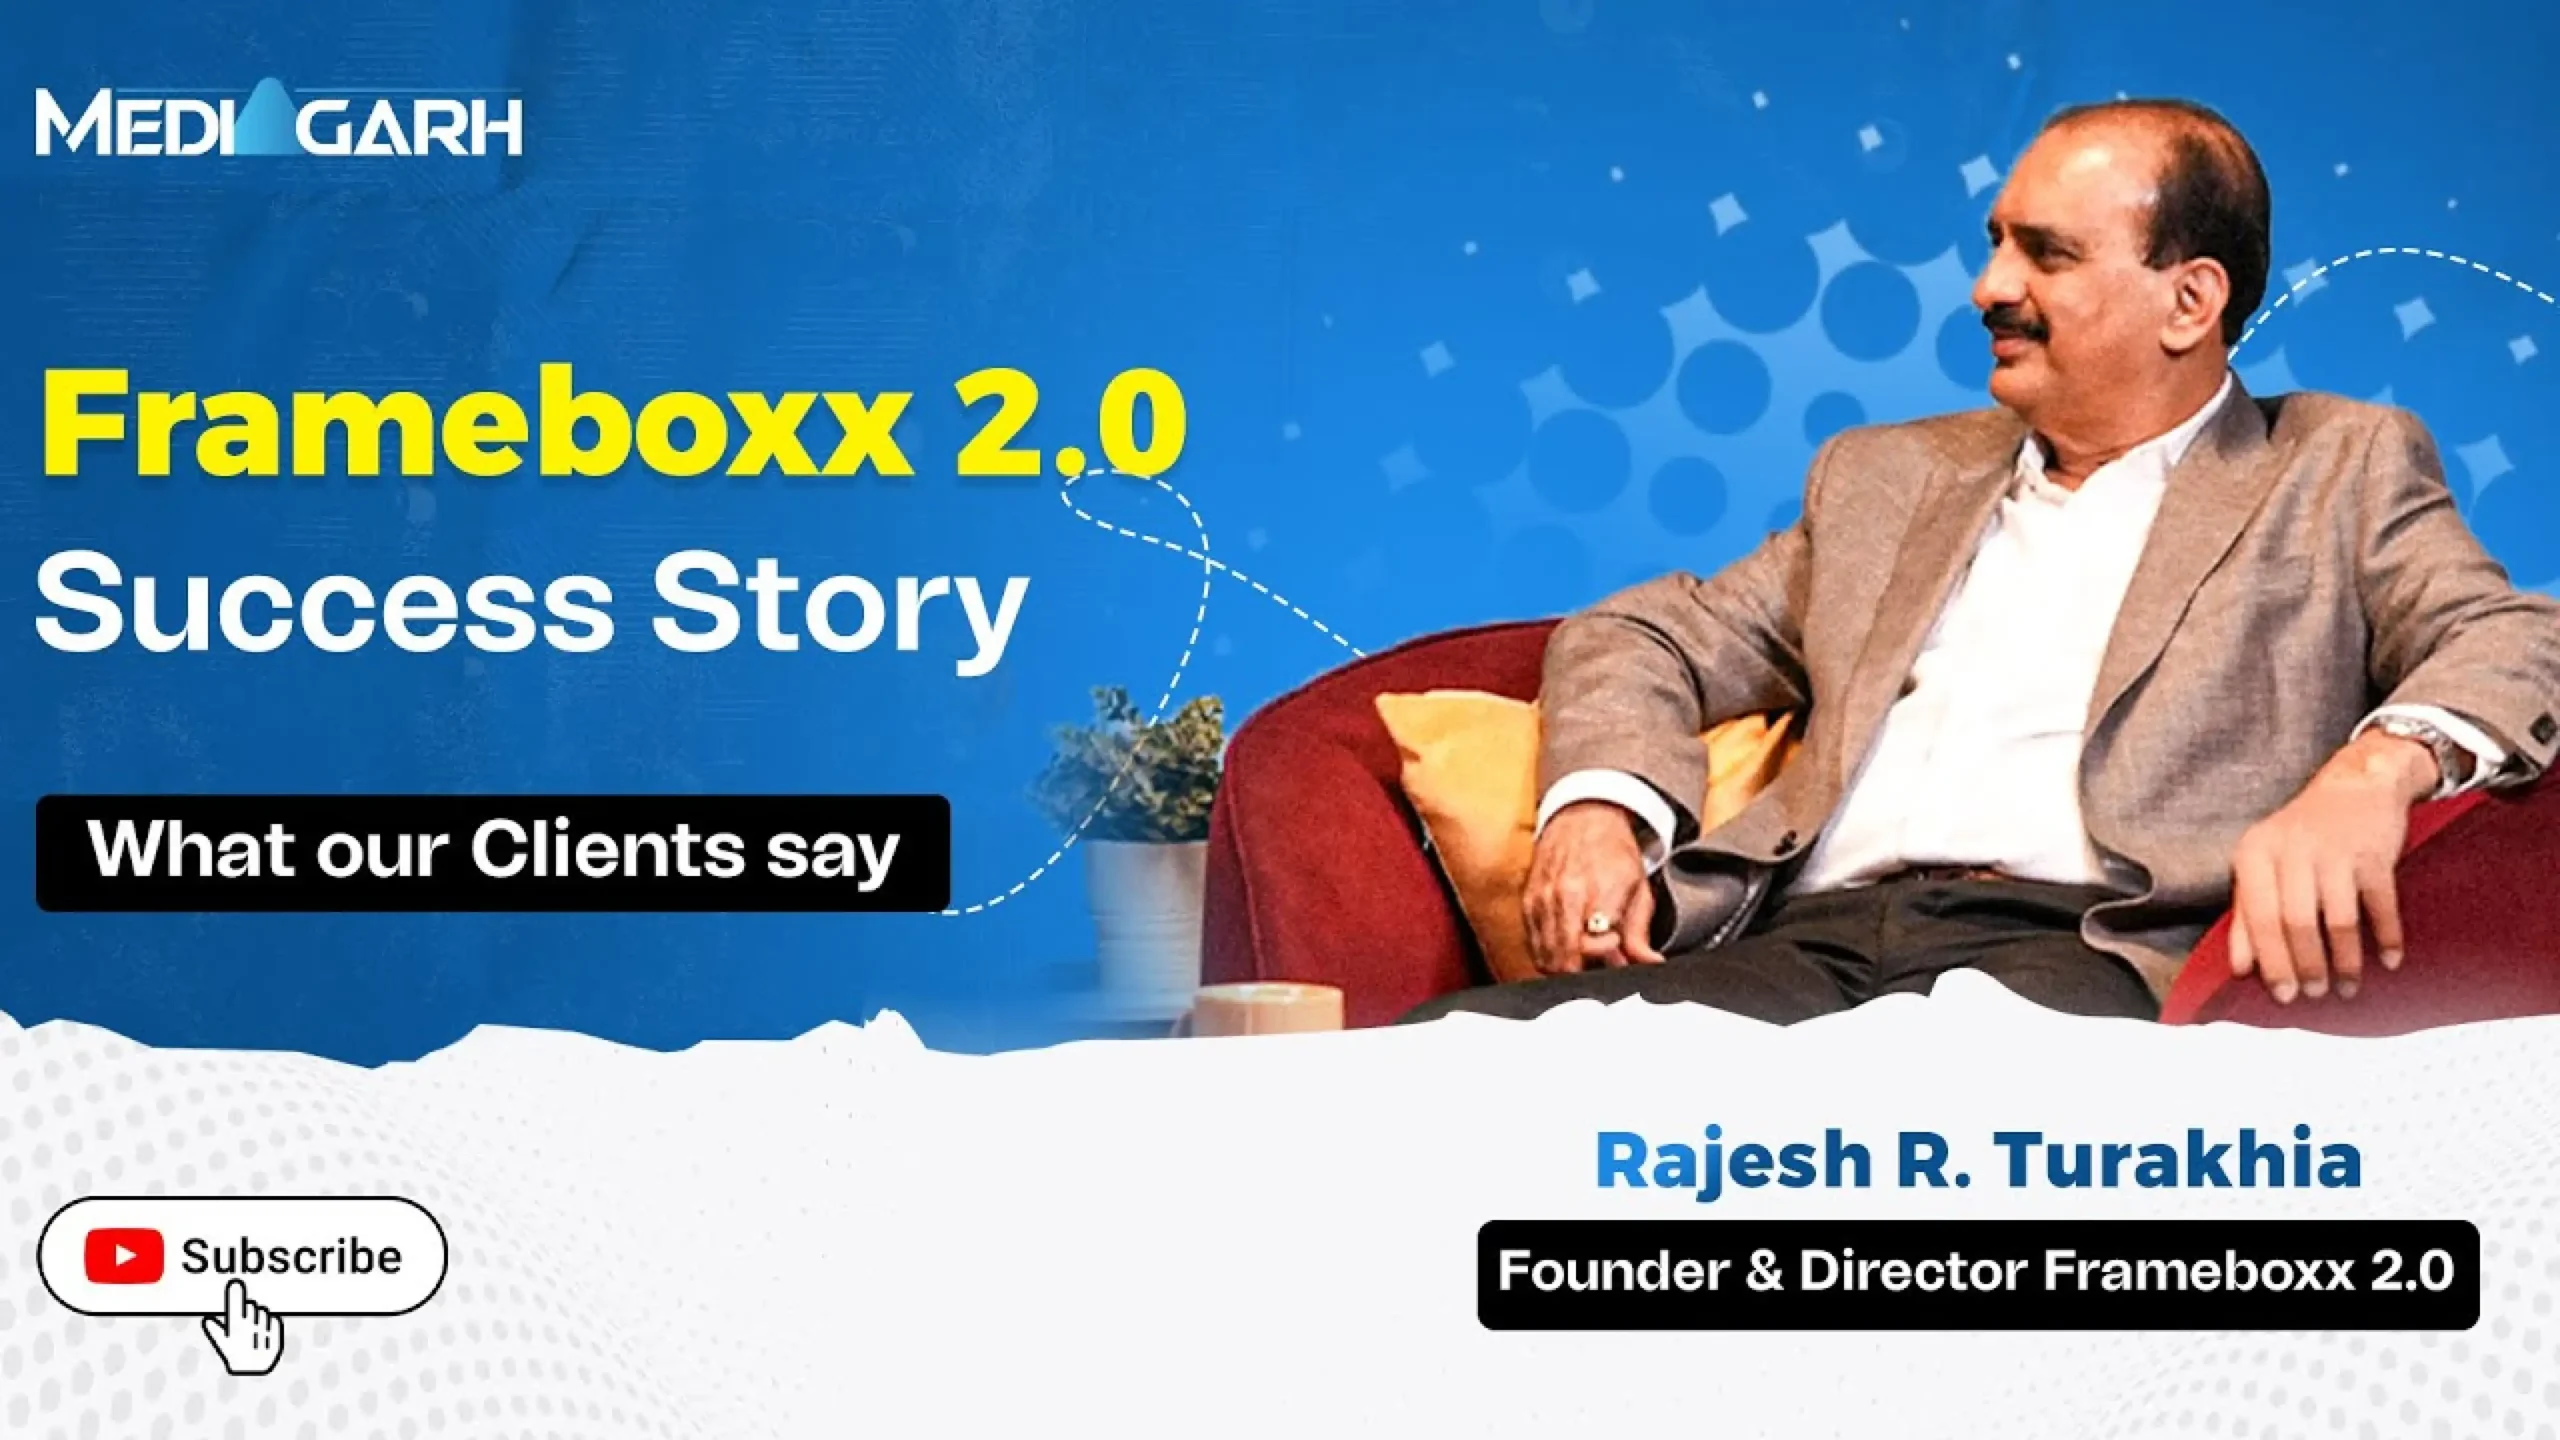 MEDIAGARH
Frameboxx 2.0
Success Story
What our Clients say
Subscribe
Rajesh R. Turakhia
Founder & Director Frameboxx 2.0